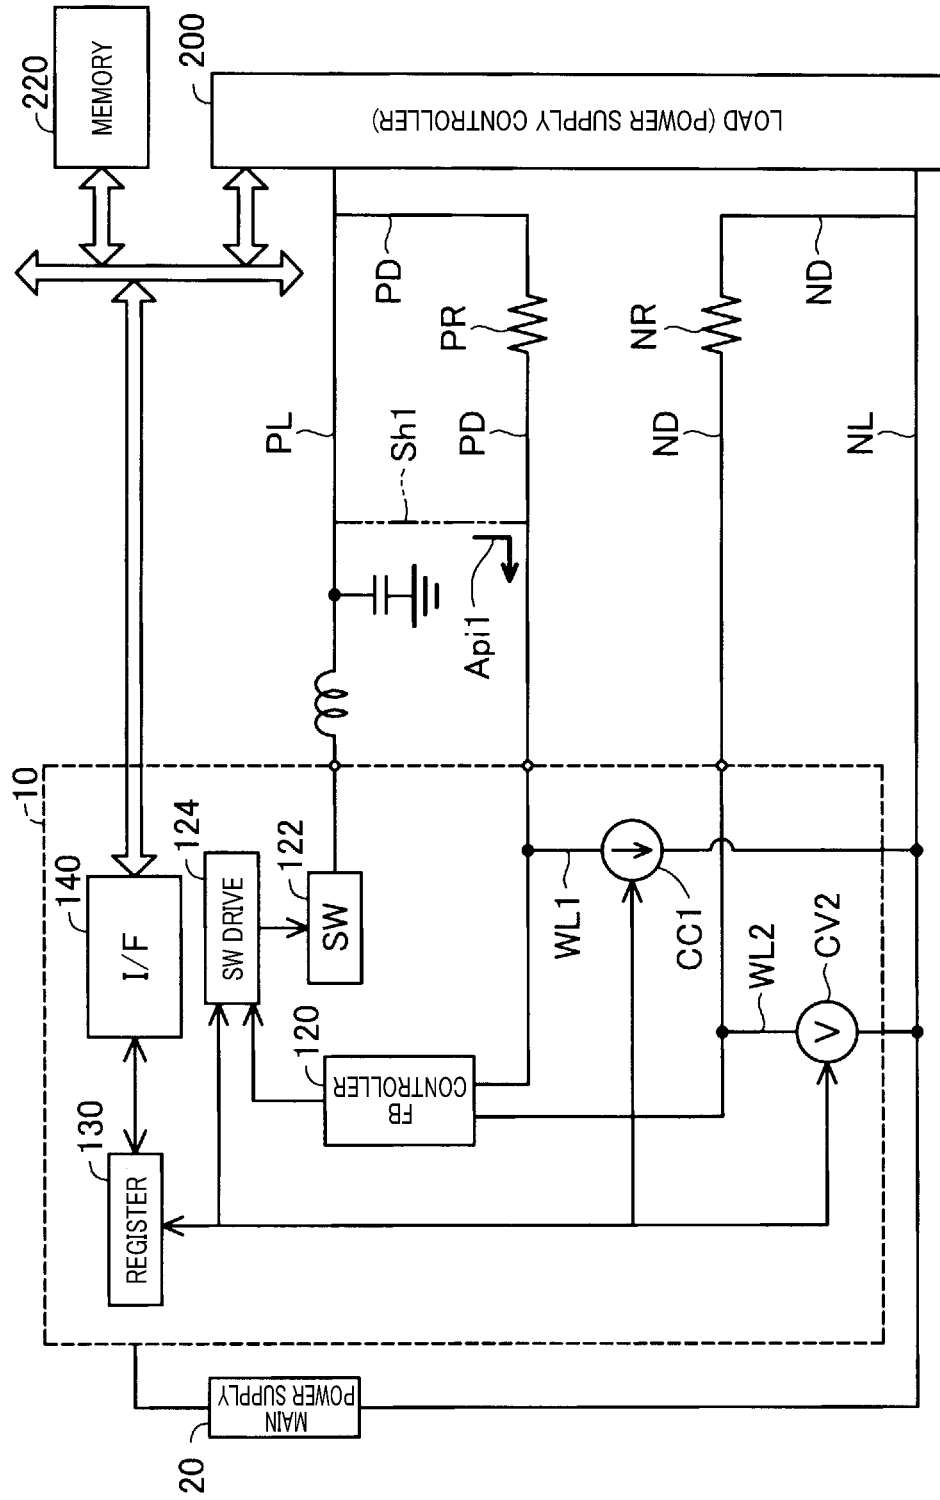 10
20
MAIN
POWER SUPPLY
130
REGISTER
140
I/F
124
SW DRIVE
122
SW
120
FB
CONTROLLER
WL1
CC1
WL2
CV2
V
220
MEMORY
200
LOAD (POWER SUPPLY CONTROLLER)
PL
Sh1
Api1
PD
PR
PD
ND
NR
ND
NL